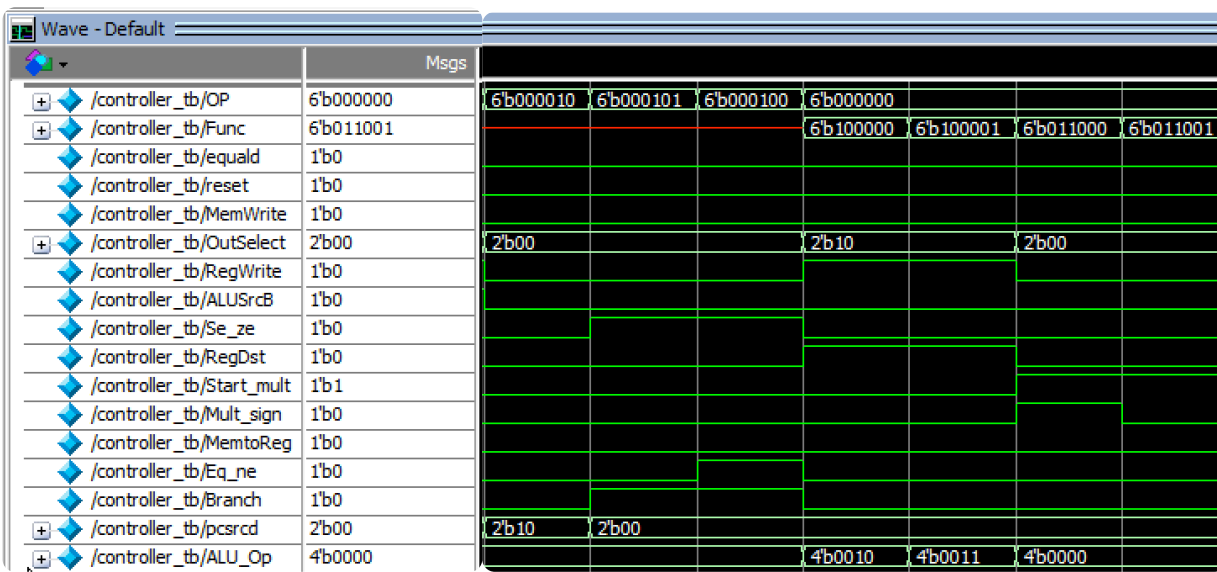 Wave - Default
Msgs
/controller_tb/OP 6'b000000 6'b000010 6'b000101 6'b000100 6'b000000
/controller_tb/Func 6'b011001 6'b100000 6'b100001 6'b011000 6'b011001
/controller_tb/equald 1'b0
/controller_tb/reset 1'b0
/controller_tb/MemWrite 1'b0
/controller_tb/OutSelect 2'b00 2'b00 2'b10 2'b00
/controller_tb/RegWrite 1'b0
/controller_tb/ALUSrcB 1'b0
/controller_tb/Se_ze 1'b0
/controller_tb/RegDst 1'b0
/controller_tb/Start_mult 1'b1
/controller_tb/Mult_sign 1'b0
/controller_tb/MemtoReg 1'b0
/controller_tb/Eq_ne 1'b0
/controller_tb/Branch 1'b0
/controller_tb/pcsrcd 2'b00 2'b10 2'b00
/controller_tb/ALU_Op 4'b0000 4'b0010 4'b0011 4'b0000